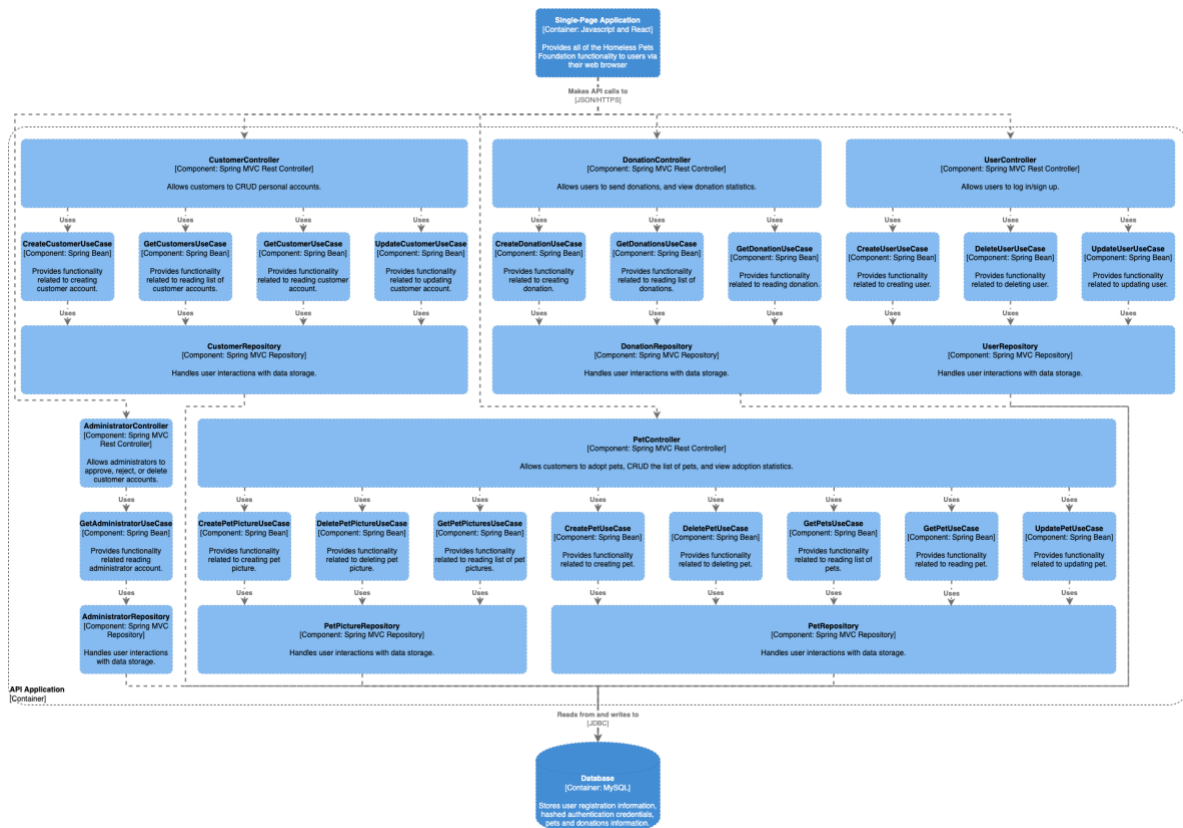 Single-Page Application
[Container: Javascript and React]
Provides all of the Homeless Pets
Foundation functionality to users via
their web browser
Makes API calls to
[JSON/HTTPS]
CustomerController
[Component: Spring MVC Rest Controller]
Allows customers to CRUD personal accounts.
DonationController
[Component: Spring MVC Rest Controller]
Allows users to send donations, and view donation statistics.
UserController
[Component: Spring MVC Rest Controller]
Allows users to log in/sign up.
Uses
Uses
Uses
Uses
Uses
Uses
Uses
Uses
Uses
Uses
CreateCustomerUseCase
[Component: Spring Bean]
Provides functionality
related to creating
customer account.
GetCustomersUseCase
[Component: Spring Bean]
Provides functionality
related to reading list of
customer accounts.
GetCustomerUseCase
[Component: Spring Bean]
Provides functionality
related to reading customer
account.
UpdateCustomerUseCase
[Component: Spring Bean]
Provides functionality
related to updating
customer account.
CreateDonationUseCase
[Component: Spring Bean]
Provides functionality
related to creating
donation.
GetDonationsUseCase
[Component: Spring Bean]
Provides functionality
related to reading list of
donations.
GetDonationUseCase
[Component: Spring Bean]
Provides functionality
related to reading donation.
CreateUserUseCase
[Component: Spring Bean]
Provides functionality
related to creating user.
DeleteUserUseCase
[Component: Spring Bean]
Provides functionality
related to deleting user.
UpdateUserUseCase
[Component: Spring Bean]
Provides functionality
related to updating user.
Uses
Uses
Uses
Uses
Uses
Uses
Uses
Uses
Uses
Uses
CustomerRepository
[Component: Spring MVC Repository]
Handles user interactions with data storage.
DonationRepository
[Component: Spring MVC Repository]
Handles user interactions with data storage.
UserRepository
[Component: Spring MVC Repository]
Handles user interactions with data storage.
AdministratorController
[Component: Spring MVC
Rest Controller]
Allows administrators to
approve, reject, or delete
customer accounts.
PetController
[Component: Spring MVC Rest Controller]
Allows customers to adopt pets, CRUD the list of pets, and view adoption statistics.
Uses
Uses
Uses
Uses
Uses
Uses
Uses
Uses
Uses
GetAdministratorUseCase
[Component: Spring Bean]
Provides functionality
related reading
administrator account.
CreatePetPictureUseCase
[Component: Spring Bean]
Provides functionality
related to creating pet
picture.
DeletePetPictureUseCase
[Component: Spring Bean]
Provides functionality
related to deleting pet
picture.
GetPetPicturesUseCase
[Component: Spring Bean]
Provides functionality
related to reading list of pet
pictures.
CreatePetUseCase
[Component: Spring Bean]
Provides functionality
related to creating pet.
DeletePetUseCase
[Component: Spring Bean]
Provides functionality
related to deleting pet.
GetPetsUseCase
[Component: Spring Bean]
Provides functionality
related to reading list of
pets.
GetPetUseCase
[Component: Spring Bean]
Provides functionality
related to reading pet.
UpdatePetUseCase
[Component: Spring Bean]
Provides functionality
related to updating pet.
Uses
Uses
Uses
Uses
Uses
Uses
Uses
Uses
Uses
AdministratorRepository
[Component: Spring MVC
Repository]
Handles user interactions
with data storage.
PetPictureRepository
[Component: Spring MVC Repository]
Handles user interactions with data storage.
PetRepository
[Component: Spring MVC Repository]
Handles user interactions with data storage.
API Application
[Container]
Reads from and writes to
[JDBC]
Database
[Container: MySQL]
Stores user registration information,
hashed authentication credentials,
pets and donations information.